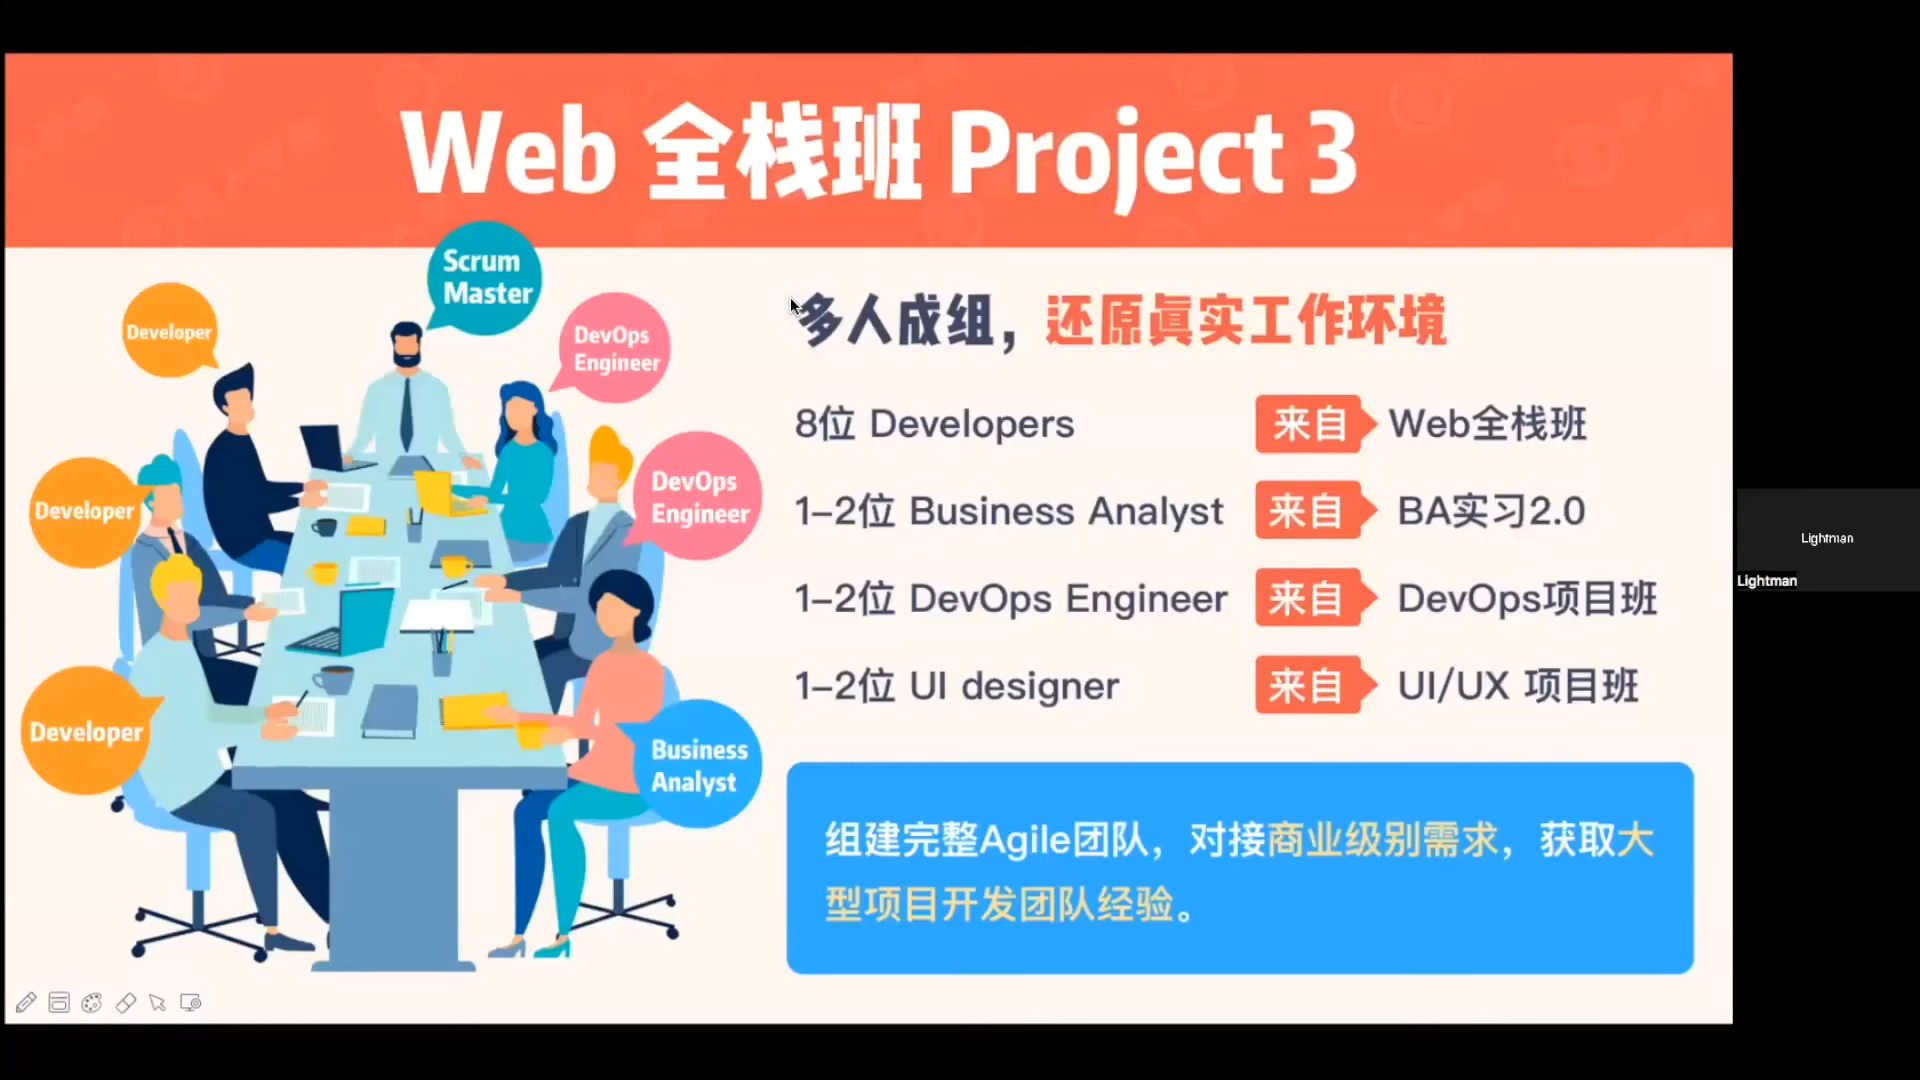 Web 全栈班 Project 3
Scrum
Master
Developer
DevOps
Engineer
Developer
DevOps
Engineer
Developer
Business
Analyst
多人成组，还原真实工作环境
8位 Developers 来自 Web全栈班
1-2位 Business Analyst 来自 BA实习2.0
1-2位 DevOps Engineer 来自 DevOps项目班
1-2位 UI designer 来自 UI/UX 项目班
组建完整Agile团队，对接商业级别需求，获取大
型项目开发团队经验。
Lightman
Lightman